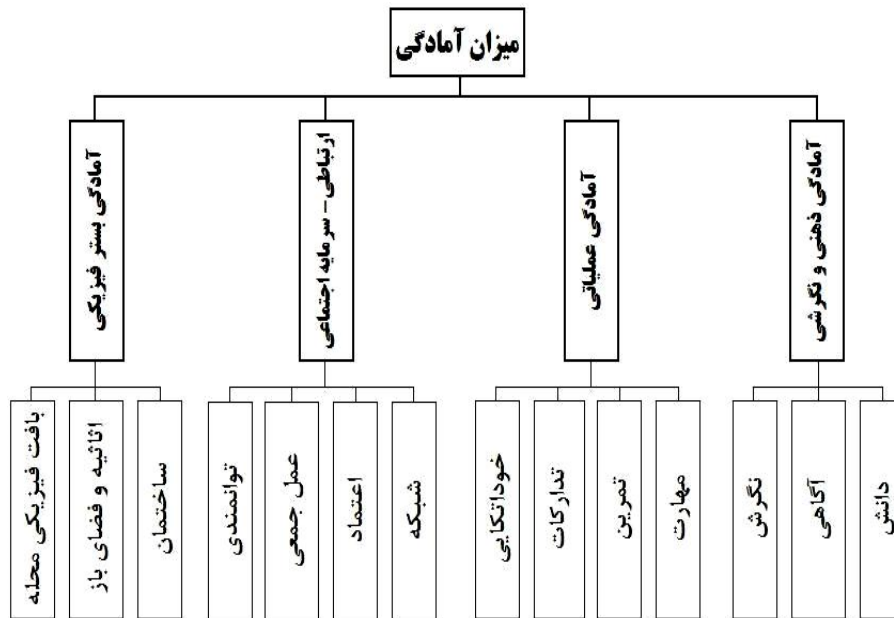 میزان آمادگی
آمادگی ذهنی و نگرشی
آمادگی عملیاتی
ارتباطی - سرمایه اجتماعی
آمادگی بستر فیزیکی
دانش
آگاهی
نگرش
مهارت
تمرین
تدارکات
خوداتکایی
شبکه
اعتماد
عمل جمعی
توانمندی
ساختمان
اثاثیه و فضای باز
بافت فیزیکی محله